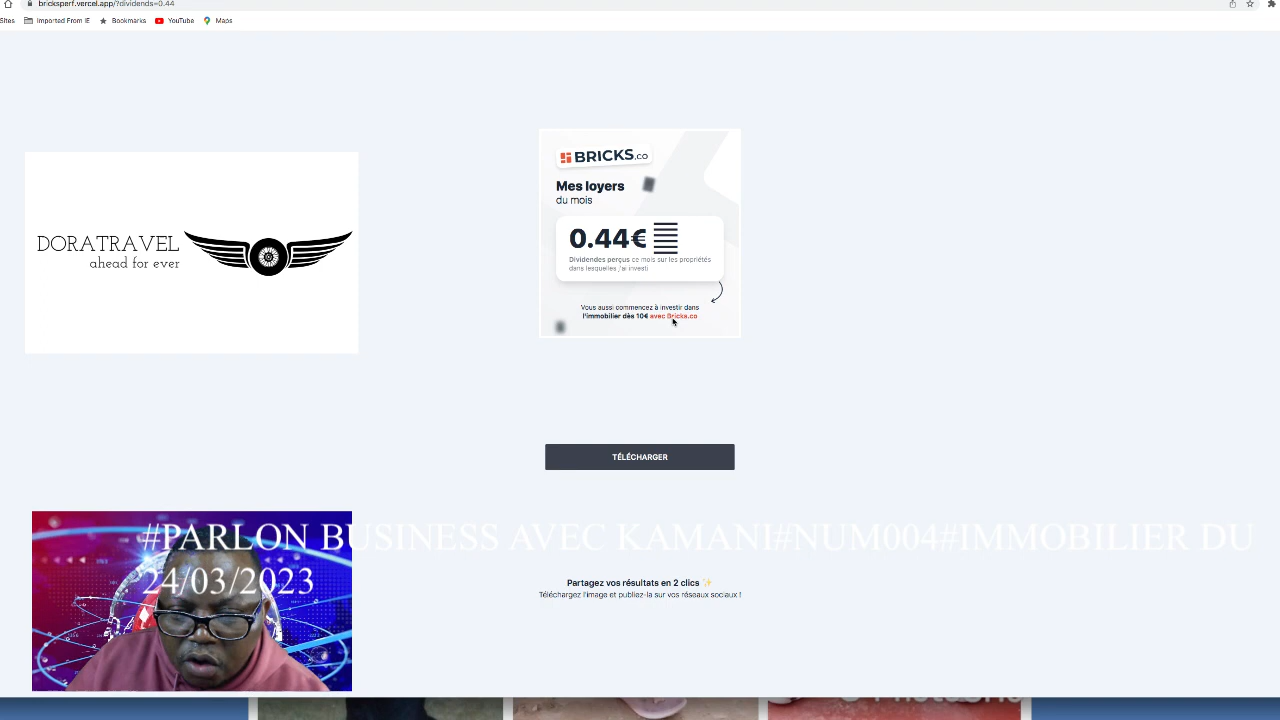 bricksperf.vercel.app/?dividends=0.44
Sites
Imported From IE
Bookmarks
YouTube
Maps
BRICKS.CO
Mes loyers
du mois
0.44€
Dividendes perçus ce mois sur les propriétés
dans lesquelles j'ai investi
Vous aussi commencez à investir dans
l'immobilier dès 10€ avec Bricks.co
DORATRAVEL
ahead for ever
TÉLÉCHARGER
#PARLON BUSINESS AVEC KAMANI#NUM004#IMMOBILIER DU
24/03/2023
Partagez vos résultats en 2 clics ✨
Téléchargez l'image et publiez-la sur vos réseaux sociaux !